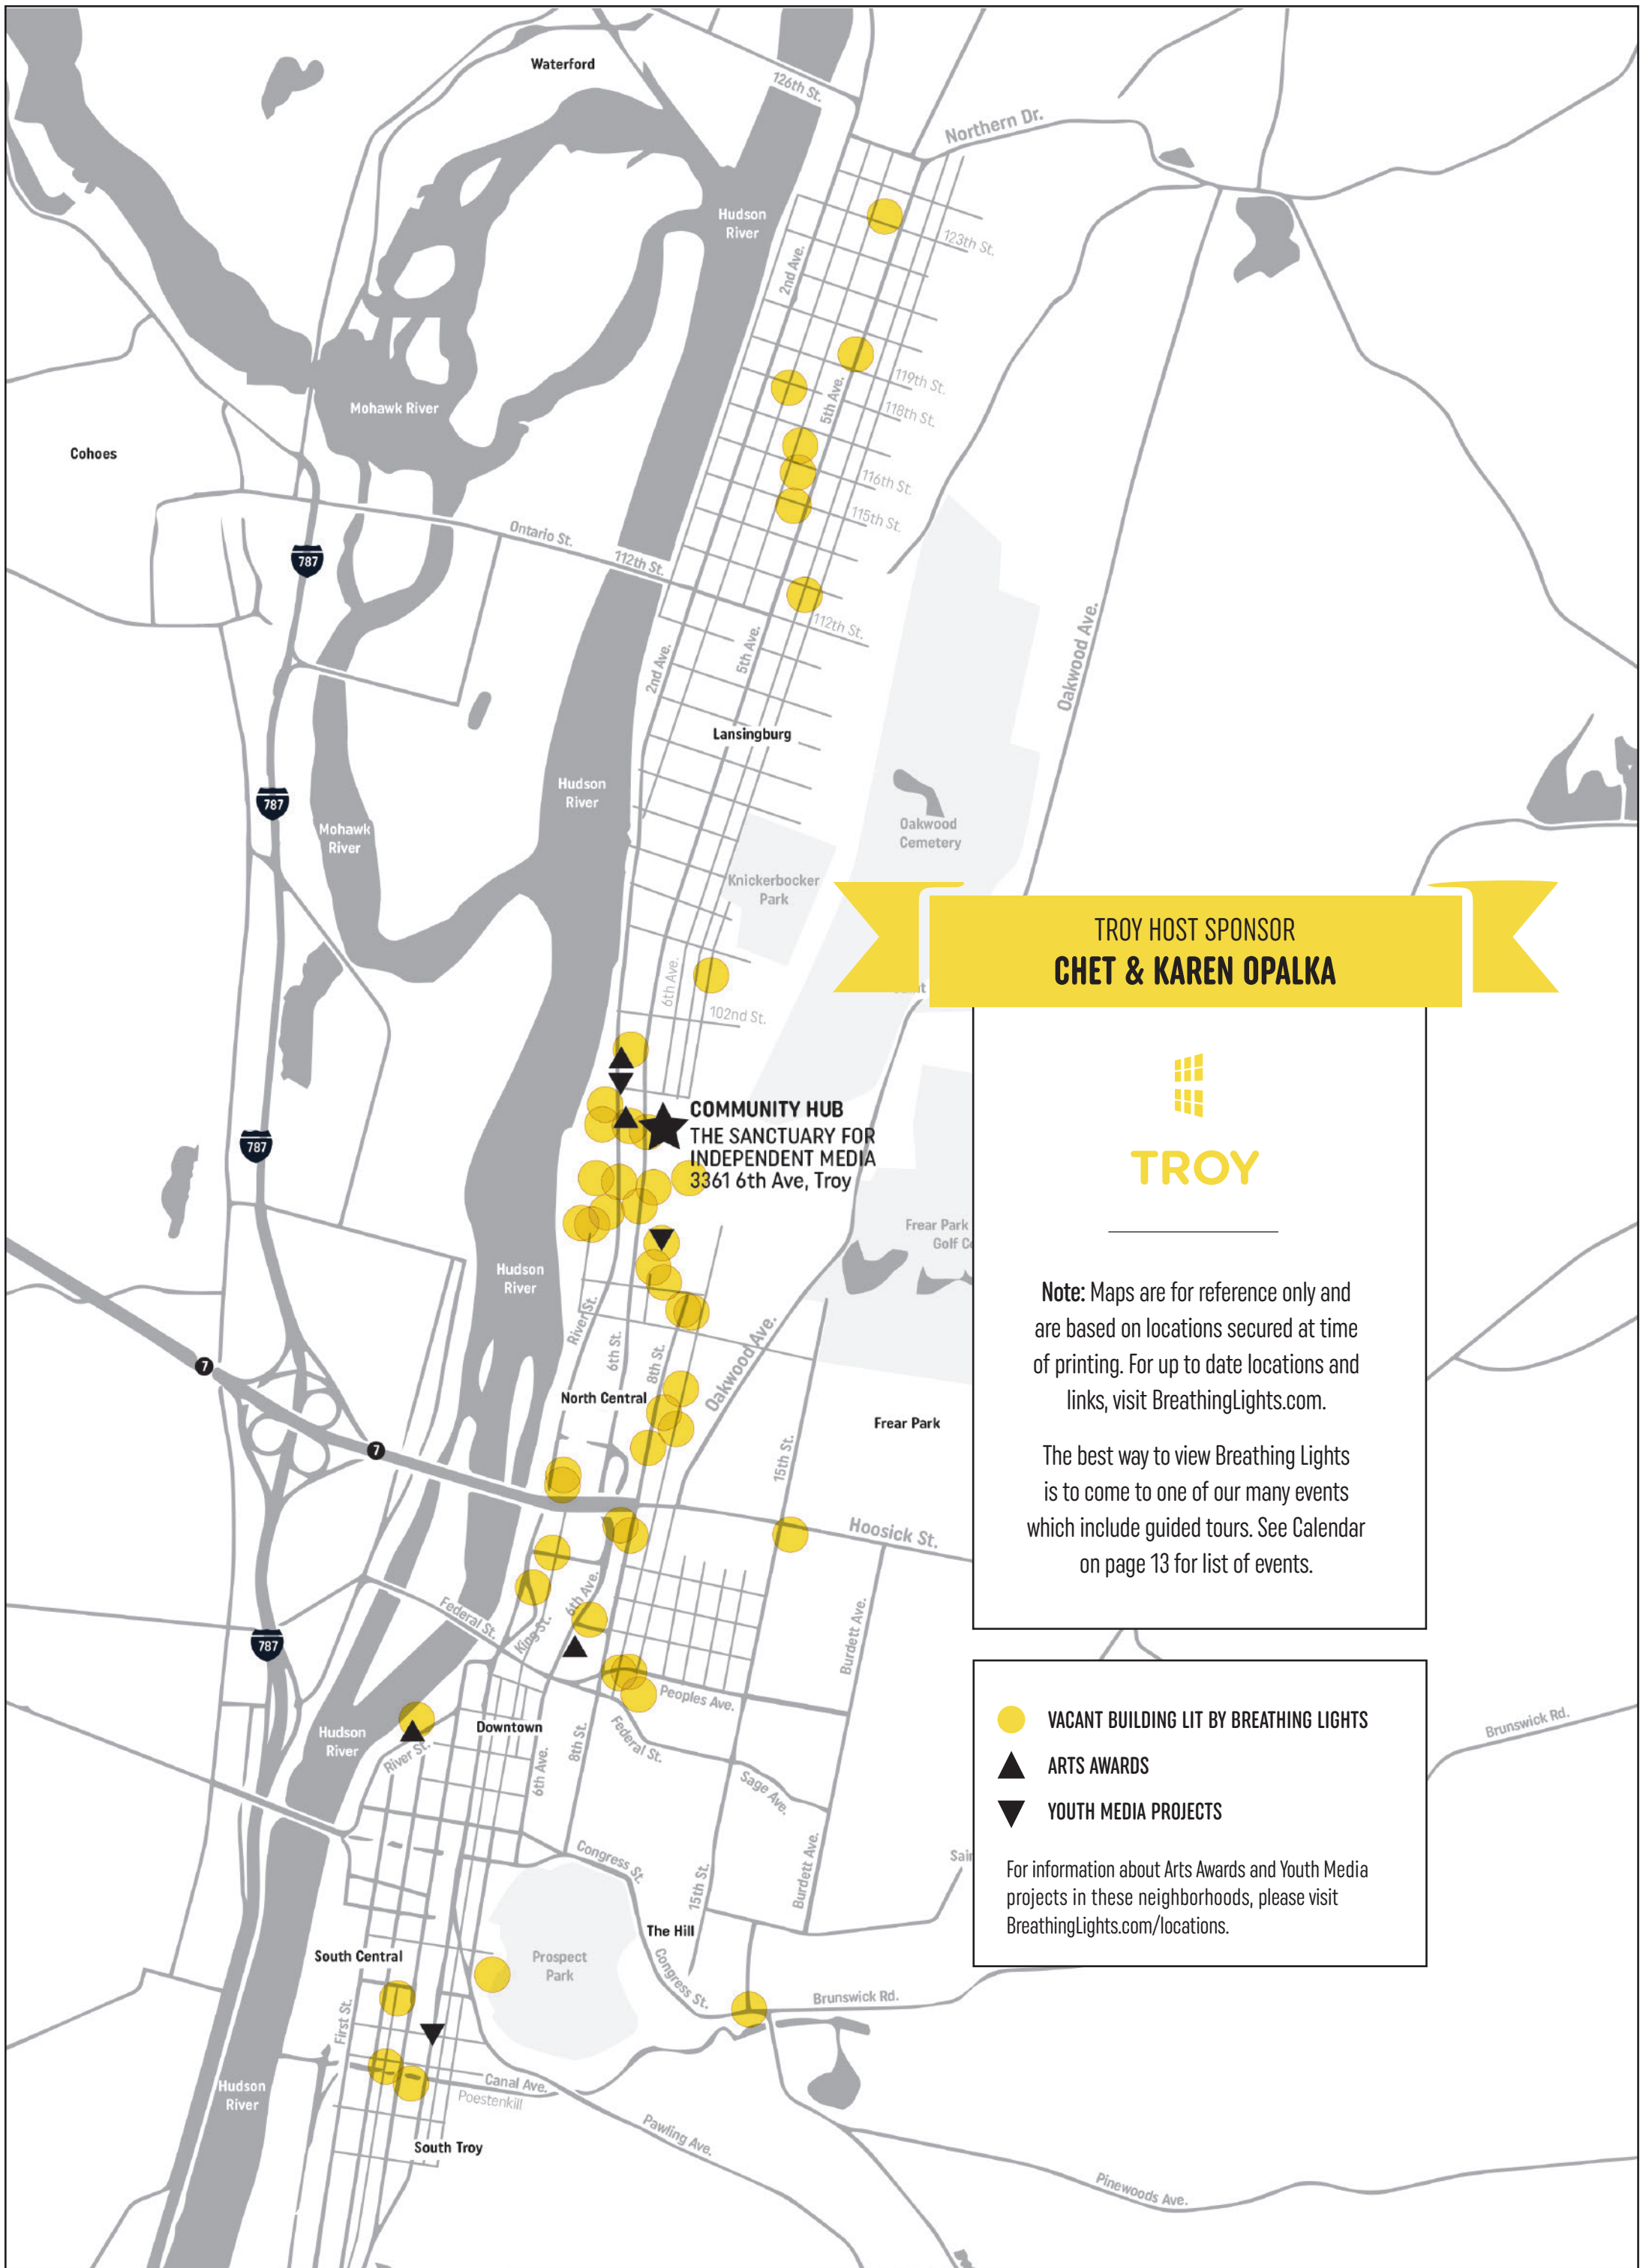 Waterford
126th St.
Northern Dr.
Hudson
River
123th St.
2nd Ave.
119th St.
5th Ave.
118th St.
Mohawk River
Cohoes
116th St.
115th St.
Ontario St.
112th St.
787
112th St.
Oakwood Ave.
5th Ave.
2nd Ave.
Lansingburg
Hudson
River
787
Mohawk
River
Oakwood
Cemetery
Knickerbocker
Park
TROY HOST SPONSOR
CHET & KAREN OPALKA
6th Ave.
102nd St.
COMMUNITY HUB
THE SANCTUARY FOR
INDEPENDENT MEDIA
3361 6th Ave, Troy
787
TROY
Frear Park
Golf
Hudson
River
River St.
6th St.
8th St.
Oakwood Ave.
Note: Maps are for reference only and
are based on locations secured at time
of printing. For up to date locations and
links, visit BreathingLights.com.
7
North Central
Frear Park
7
15th St.
The best way to view Breathing Lights
is to come to one of our many events
which include guided tours. See Calendar
on page 13 for list of events.
Hoosick St.
Federal St.
King St.
6th Ave.
Burdett Ave.
787
Peoples Ave.
Hudson
River
River St.
Downtown
6th Ave.
8th St.
Federal St.
Sage Ave.
VACANT BUILDING LIT BY BREATHING LIGHTS
ARTS AWARDS
YOUTH MEDIA PROJECTS
For information about Arts Awards and Youth Media
projects in these neighborhoods, please visit
BreathingLights.com/locations.
Brunswick Rd.
Congress St.
15th St.
Burdett Ave.
The Hill
South Central
Prospect
Park
Congress St.
Brunswick Rd.
First St.
Hudson
River
Canal Ave.
Poestenkill
South Troy
Pawling Ave.
Pinewoods Ave.